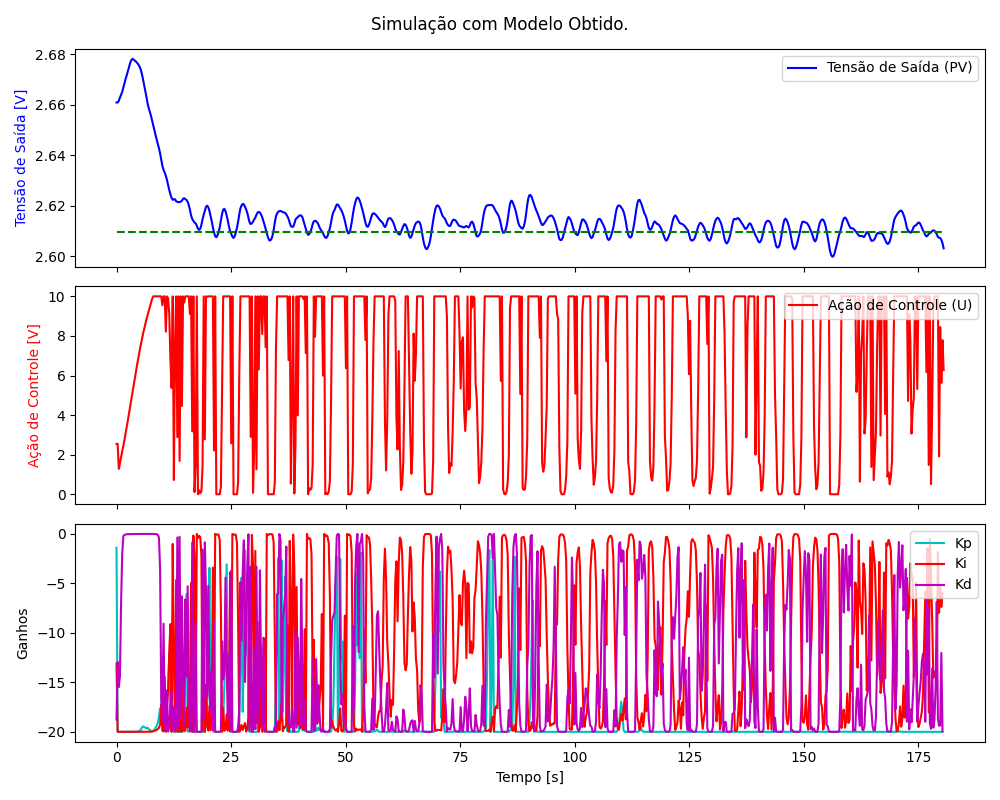 Simulação com Modelo Obtido.
Tensão de Saída [V]
2.68
2.66
2.64
2.62
2.60
Tensão de Saída (PV)
Ação de Controle [V]
10
8
6
4
2
0
Ação de Controle (U)
Ganhos
0
−5
−10
−15
−20
Kp
Ki
Kd
0
25
50
75
100
125
150
175
Tempo [s]